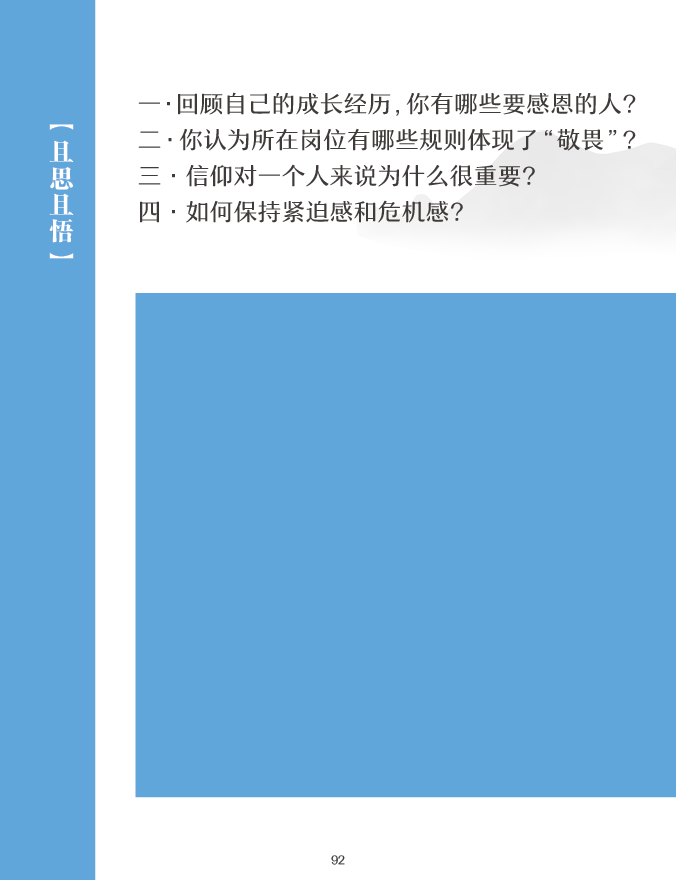 【且思且悟】
一·回顾自己的成长经历,你有哪些要感恩的人?
二·你认为所在岗位有哪些规则体现了“敬畏”?
三·信仰对一个人来说为什么很重要?
四·如何保持紧迫感和危机感?
92